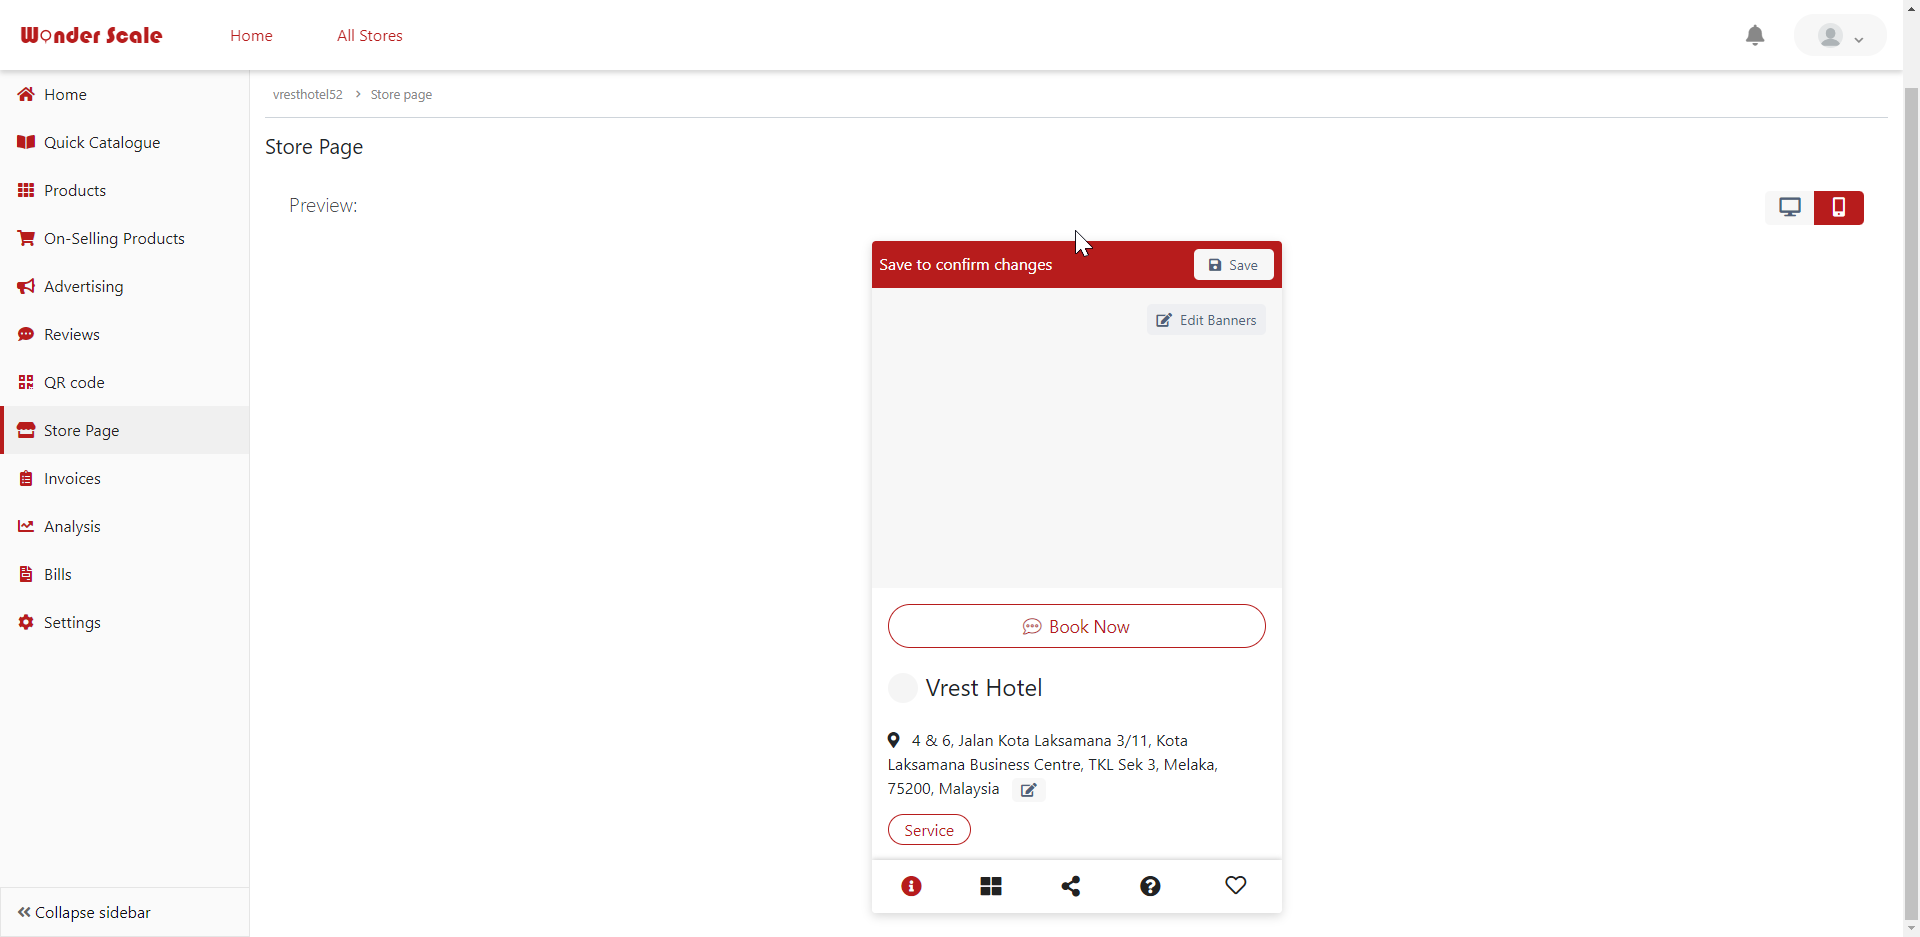 Wonder Scale
Home
All Stores
Home
Quick Catalogue
Products
On-Selling Products
Advertising
Reviews
QR code
Store Page
Invoices
Analysis
Bills
Settings
Collapse sidebar
vresthotel52 > Store page
Store Page
Preview:
Save to confirm changes
Save
Edit Banners
Book Now
Vrest Hotel
4 & 6, Jalan Kota Laksamana 3/11, Kota
Laksamana Business Centre, TKL Sek 3, Melaka,
75200, Malaysia
Service